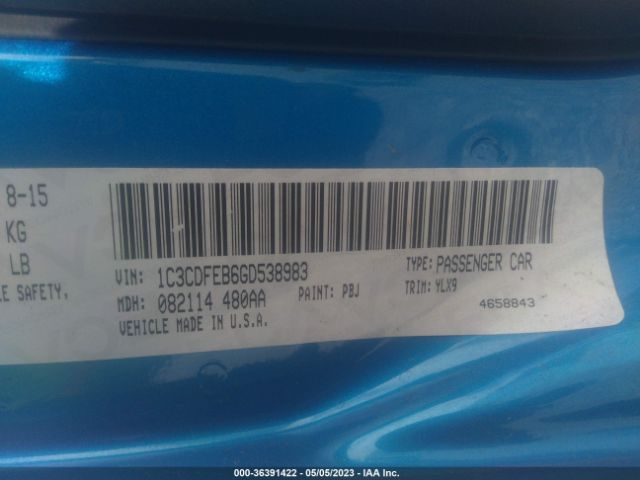 8-15
KG
LB
LE SAFETY,
VIN: 1C3CDFEB6GD538983
MDH: 082114 480AA
PAINT: PBJ
VEHICLE MADE IN U.S.A.
TYPE: PASSENGER CAR
TRIM: YLX9
4658843
000-36391422 - 05/05/2023 - IAA Inc.